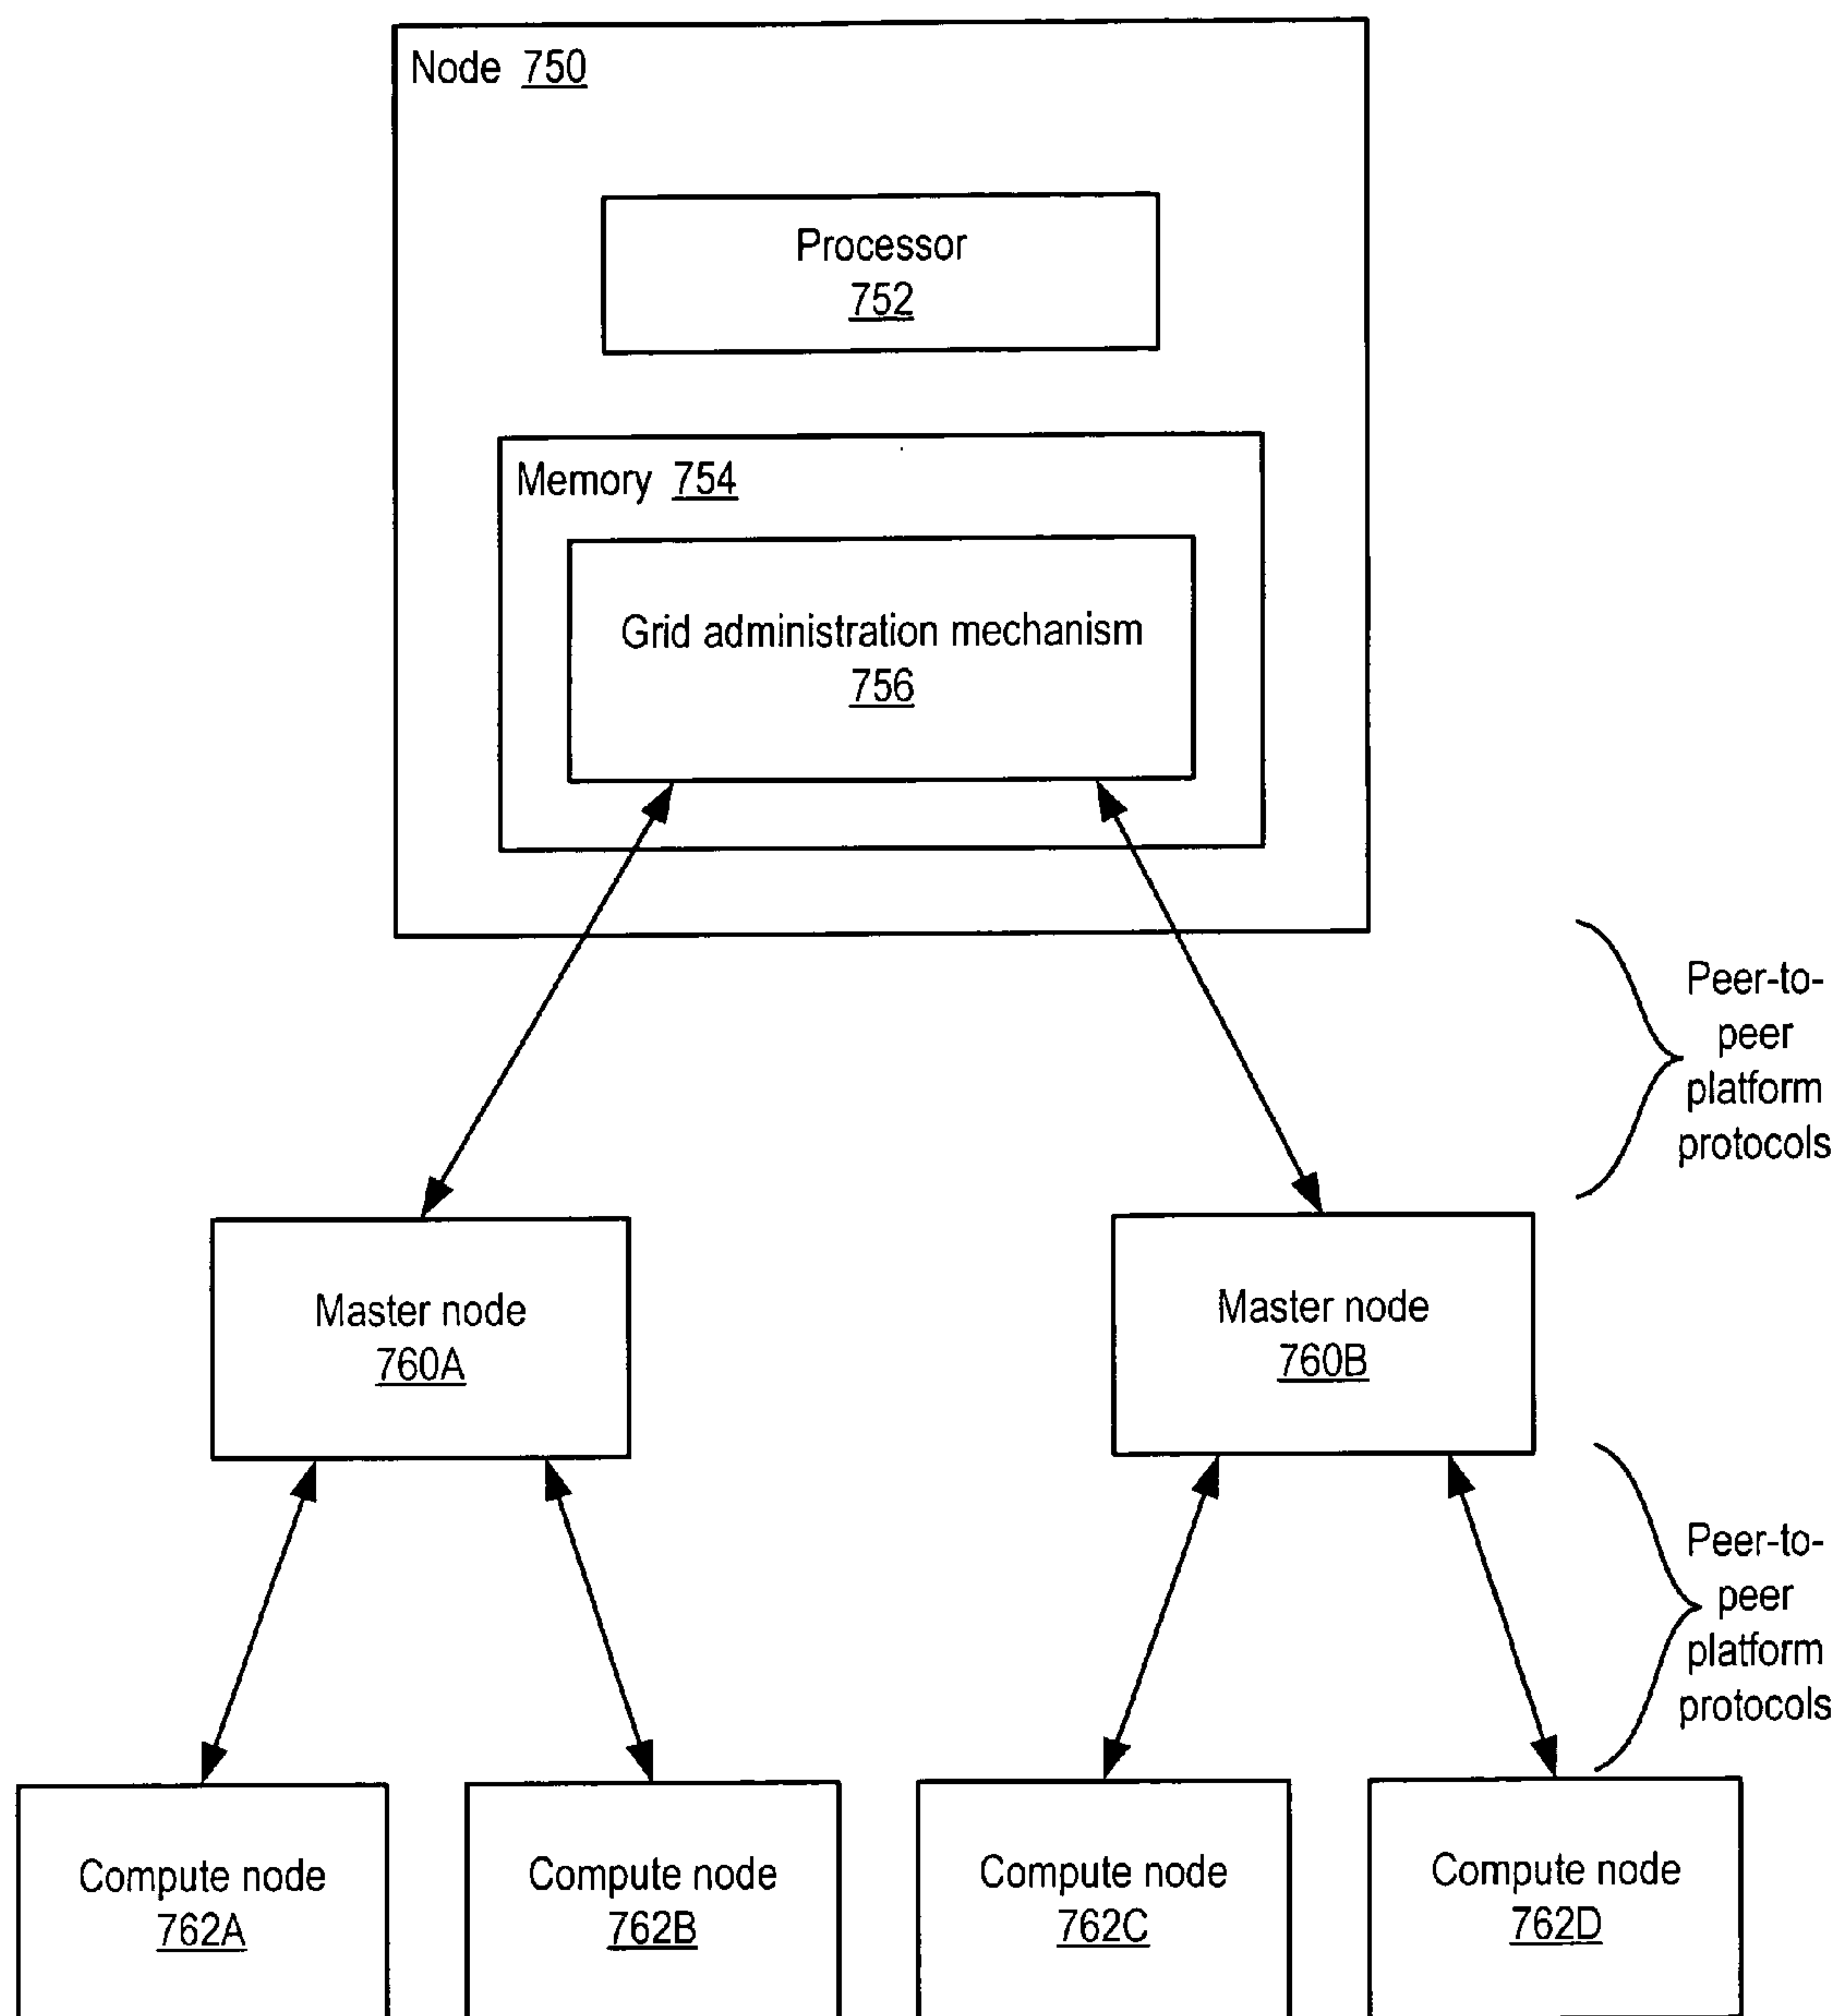 Node 750
Processor
752
Memory 754
Grid administration mechanism
756
Peer-to-
peer
platform
protocols
Master node
760A
Master node
760B
Peer-to-
peer
platform
protocols
Compute node
762A
Compute node
762B
Compute node
762C
Compute node
762D